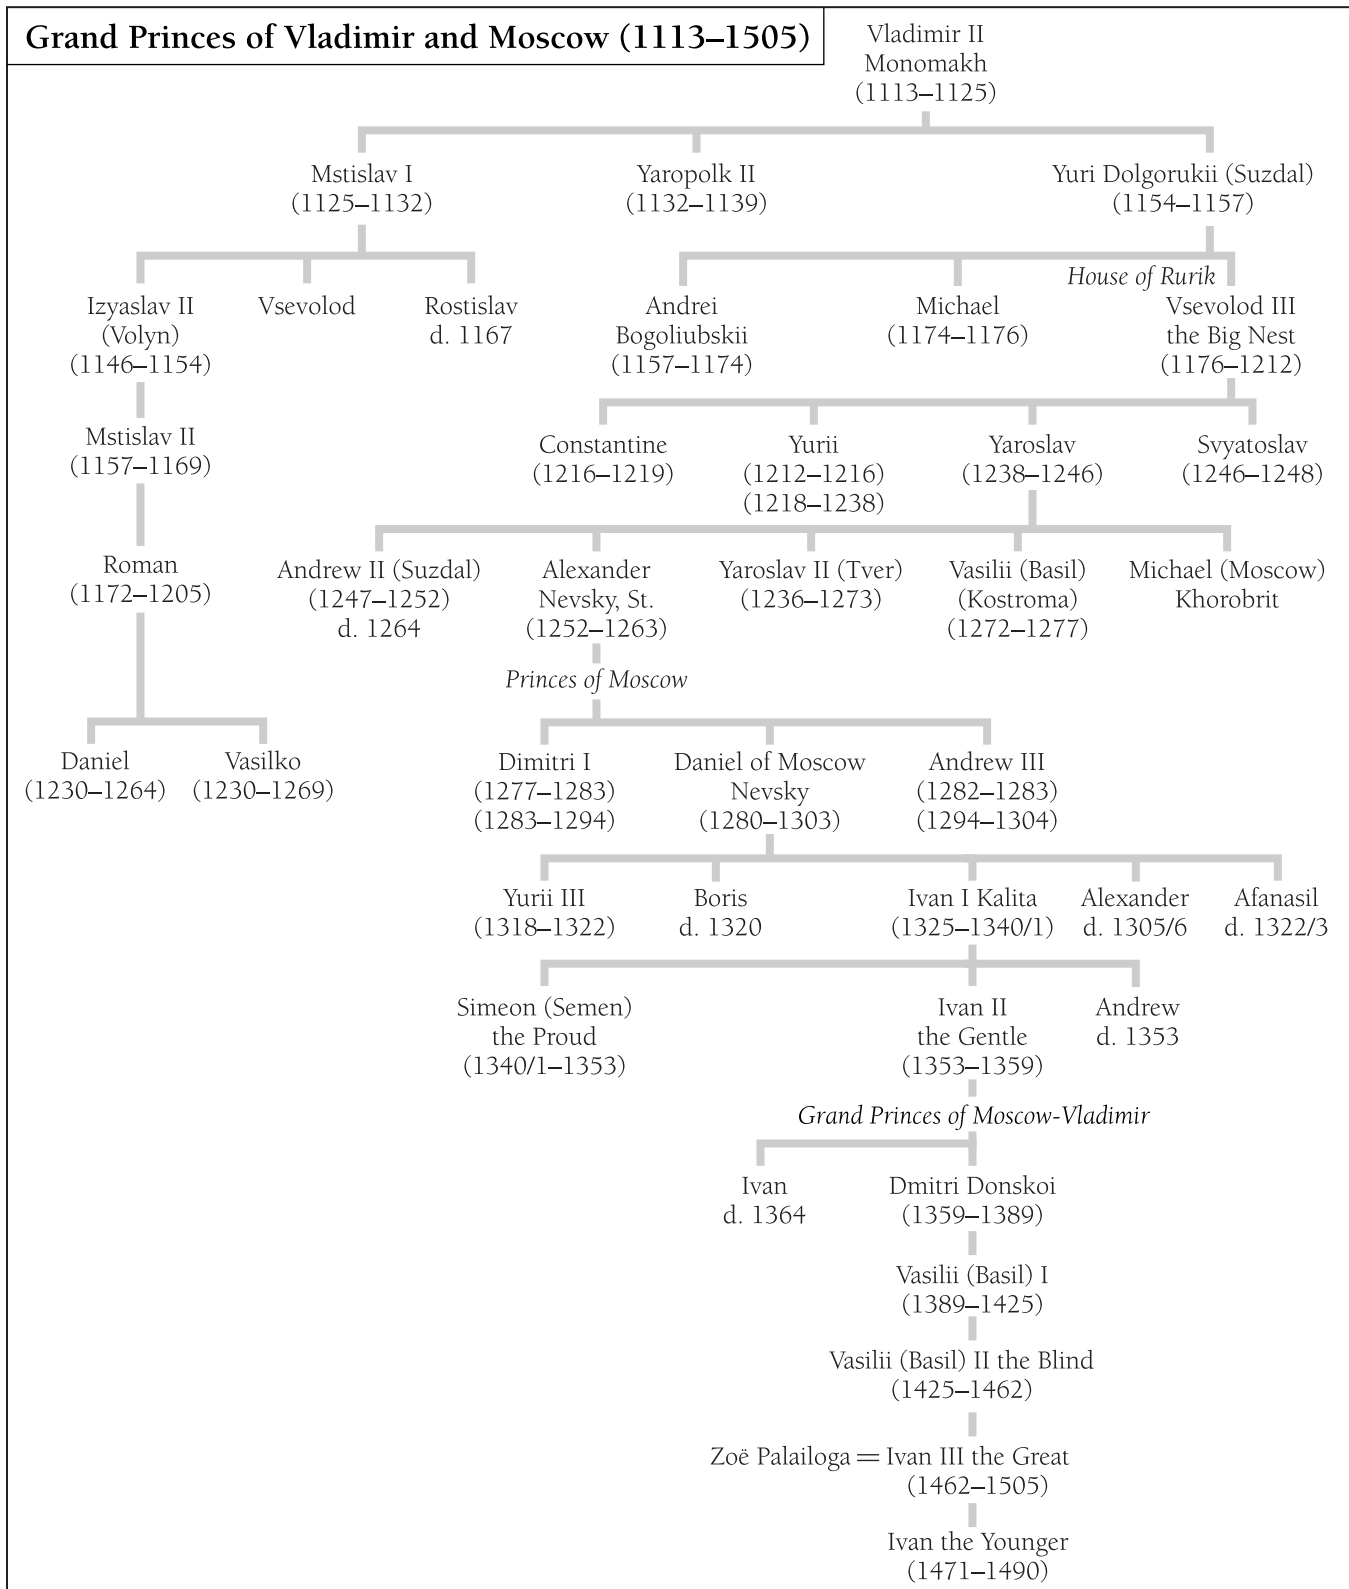 Grand Princes of Vladimir and Moscow (1113–1505)
Vladimir II
Monomakh
(1113–1125)
Mstislav I
(1125–1132)
Yaropolk II
(1132–1139)
Yuri Dolgorukii (Suzdal)
(1154–1157)
House of Rurik
Izyaslav II
(Volyn)
(1146–1154)
Vsevolod
Rostislav
d. 1167
Andrei
Bogoliubskii
(1157–1174)
Michael
(1174–1176)
Vsevolod III
the Big Nest
(1176–1212)
Mstislav II
(1157–1169)
Constantine
(1216–1219)
Yurii
(1212–1216)
(1218–1238)
Yaroslav
(1238–1246)
Svyatoslav
(1246–1248)
Roman
(1172–1205)
Andrew II (Suzdal)
(1247–1252)
d. 1264
Alexander
Nevsky, St.
(1252–1263)
Yaroslav II (Tver)
(1236–1273)
Vasilii (Basil)
(Kostroma)
(1272–1277)
Michael (Moscow)
Khorobrit
Princes of Moscow
Daniel
(1230–1264)
Vasilko
(1230–1269)
Dimitri I
(1277–1283)
(1283–1294)
Daniel of Moscow
Nevsky
(1280–1303)
Andrew III
(1282–1283)
(1294–1304)
Yurii III
(1318–1322)
Boris
d. 1320
Ivan I Kalita
(1325–1340/1)
Alexander
d. 1305/6
Afanasil
d. 1322/3
Simeon (Semen)
the Proud
(1340/1–1353)
Ivan II
the Gentle
(1353–1359)
Andrew
d. 1353
Grand Princes of Moscow-Vladimir
Ivan
d. 1364
Dmitri Donskoi
(1359–1389)
Vasilii (Basil) I
(1389–1425)
Vasilii (Basil) II the Blind
(1425–1462)
Zoë Palailoga = Ivan III the Great
(1462–1505)
Ivan the Younger
(1471–1490)